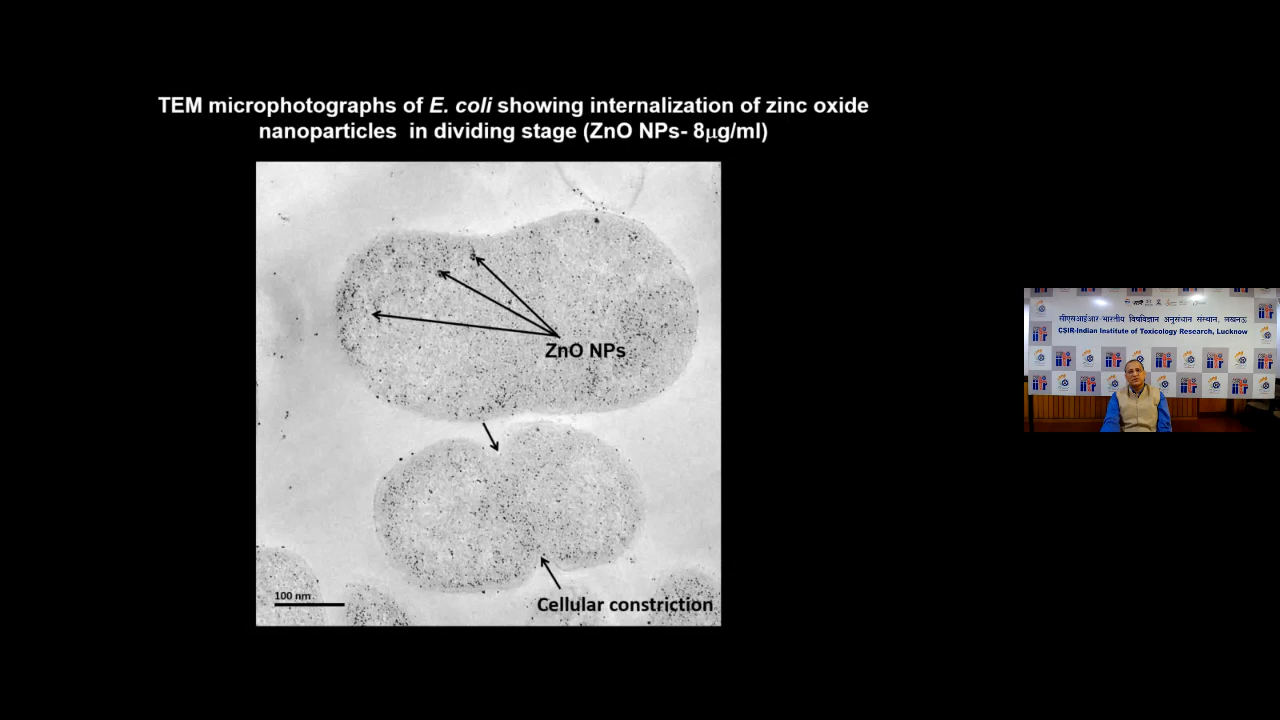 TEM microphotographs of E. coli showing internalization of zinc oxide
nanoparticles in dividing stage (ZnO NPs- 8μg/ml)
ZnO NPs
Cellular constriction
100 nm
सीएसआईआर-भारतीय विषविज्ञान अनुसंधान संस्थान, लखनऊ
CSIR-Indian Institute of Toxicology Research, Lucknow